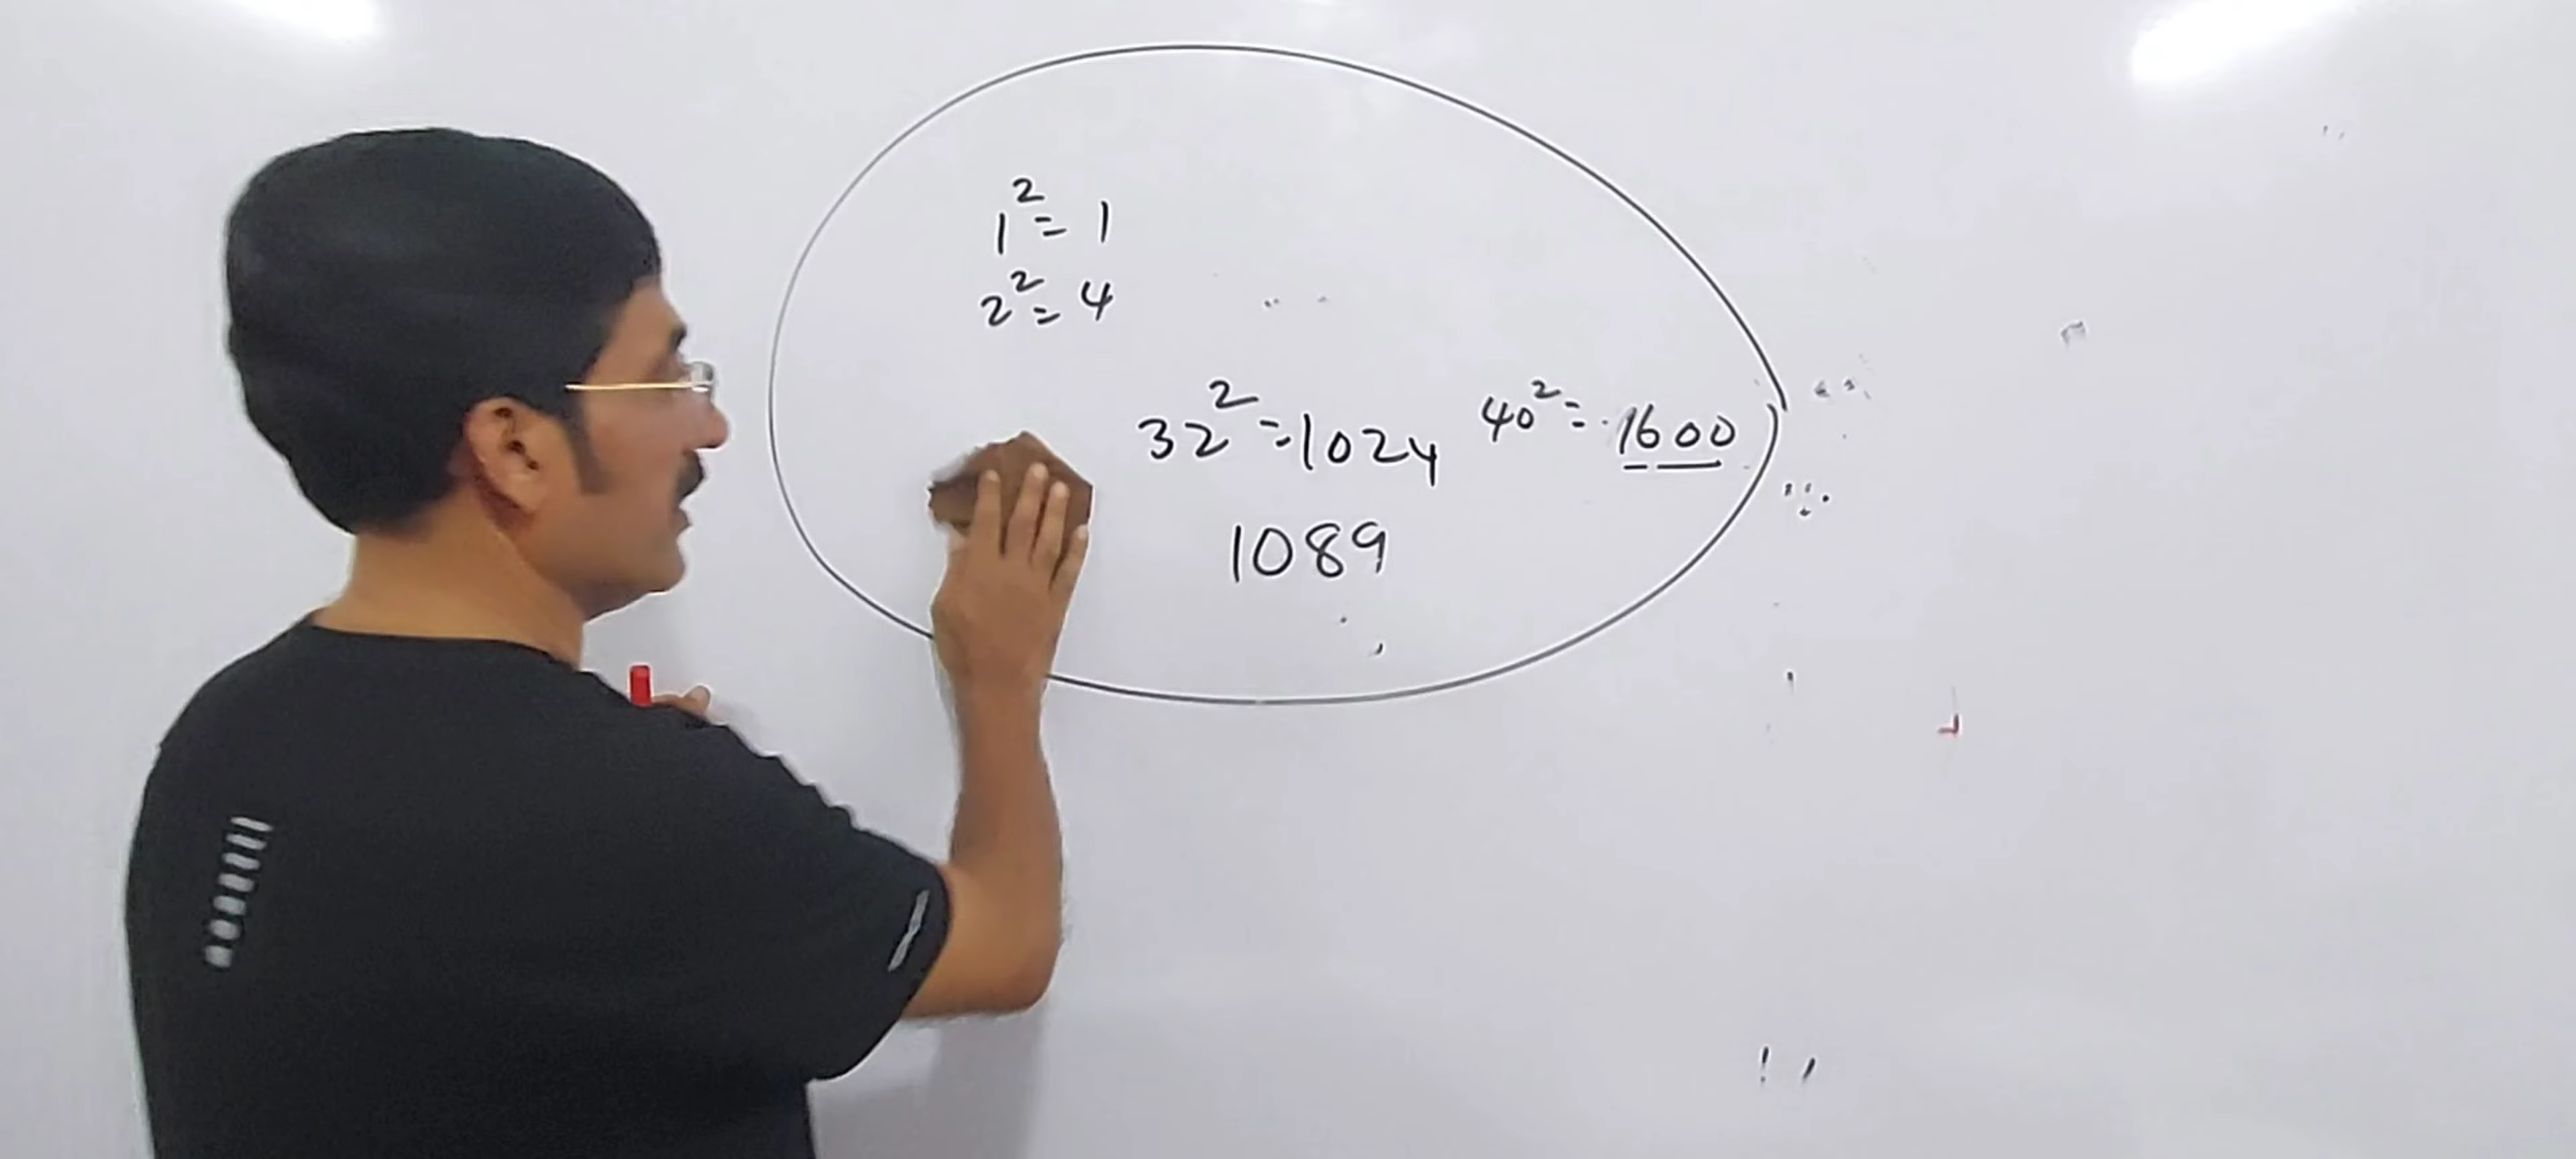 1² = 1
2² = 4
32² = 1024
40² = 1600
1089